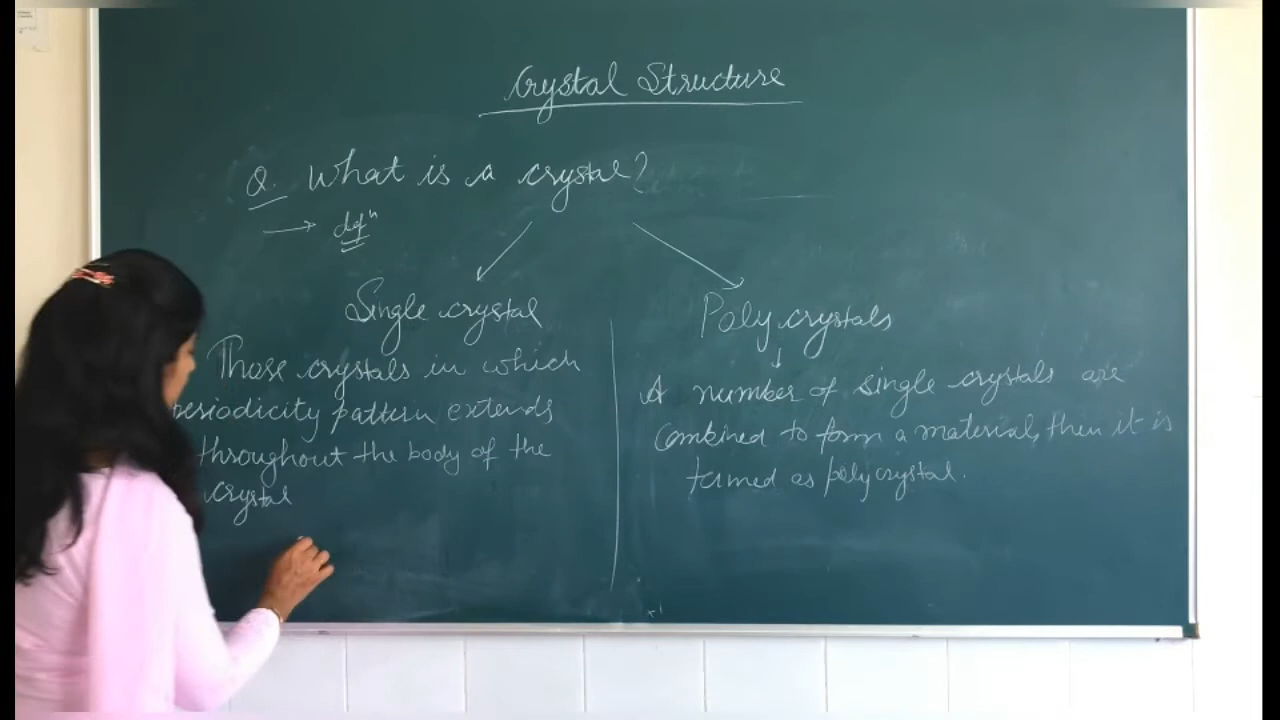 Crystal Structure
Q. What is a crystal?
→ defⁿ
Single crystal
Those crystals in which
periodicity pattern extends
throughout the body of the
crystal
Poly crystals
A number of single crystals are
combined to form a material, then it is
termed as polycrystal.